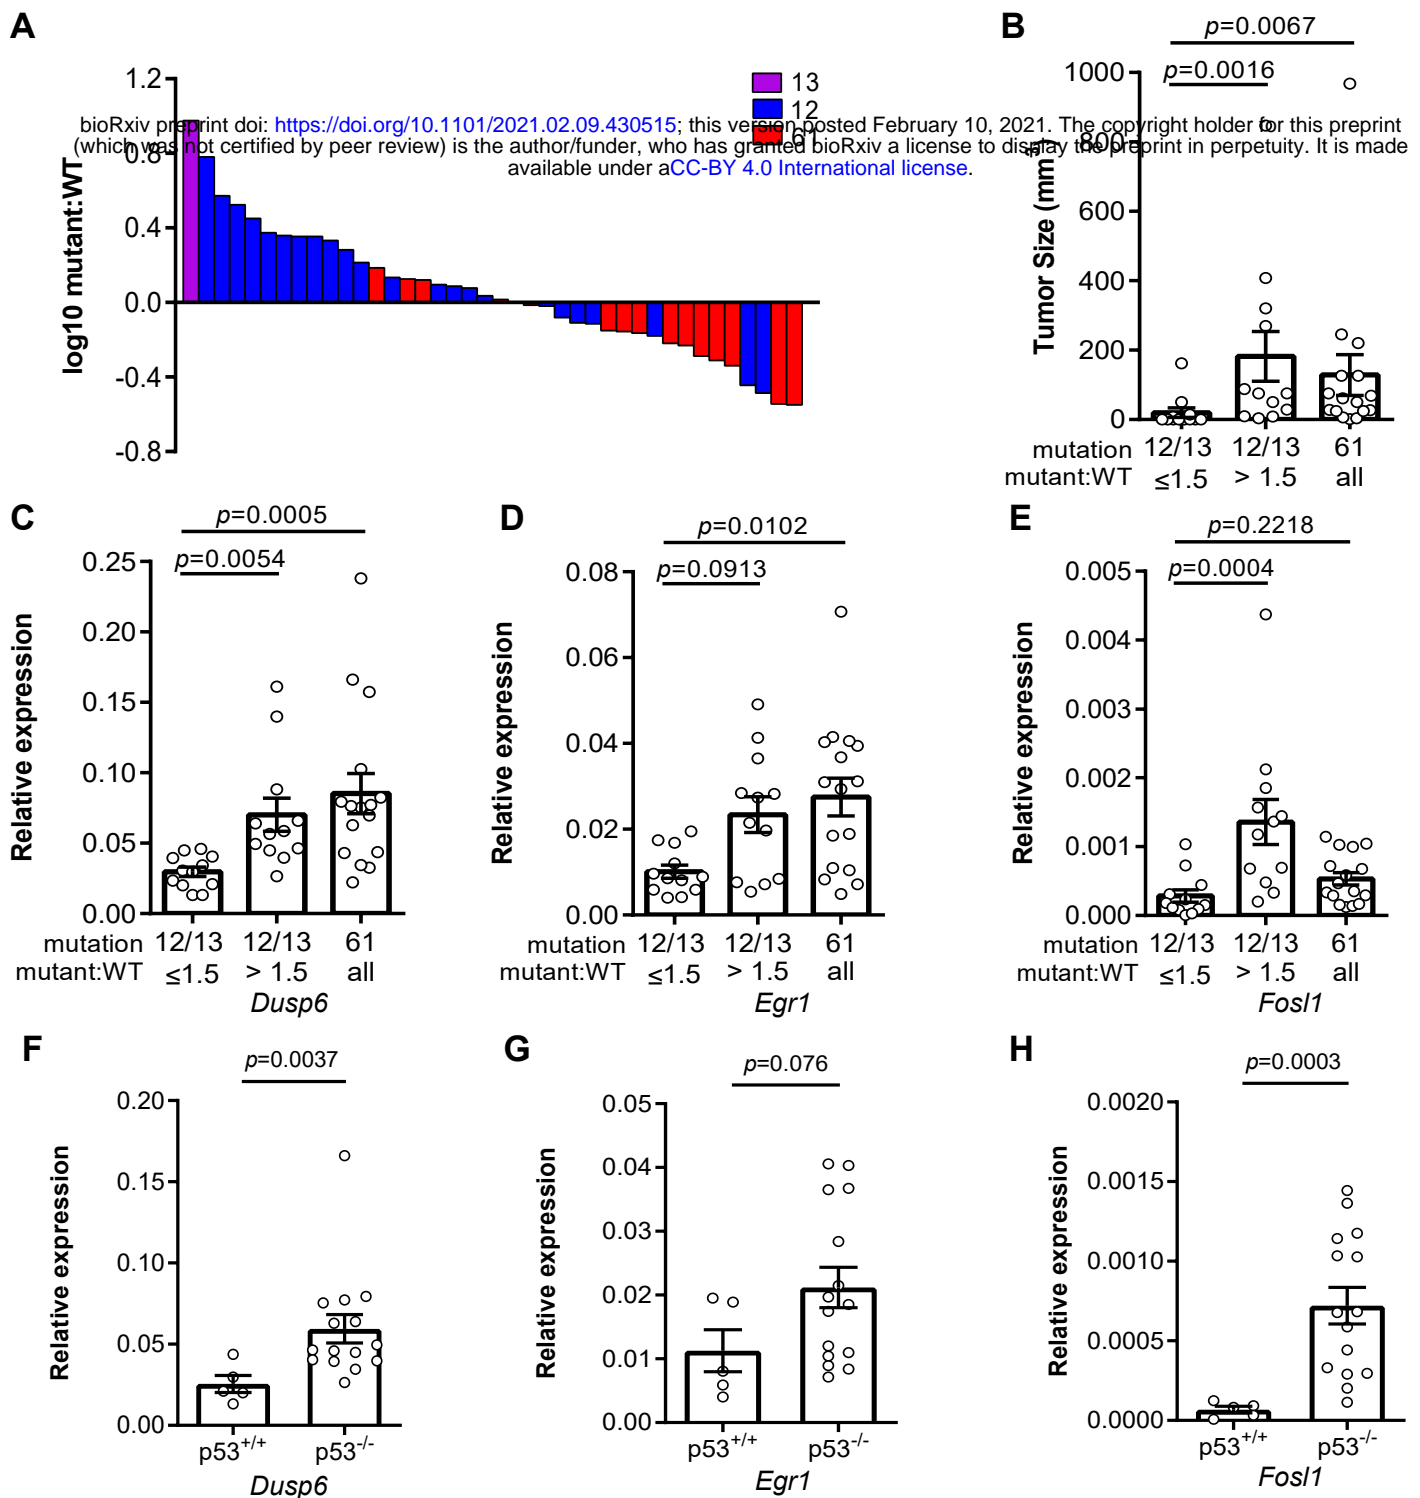 A
1.2
0.8
0.4
0.0
-0.4
-0.8
log10 mutant:WT
13
12
61
bioRxiv preprint doi: https://doi.org/10.1101/2021.02.09.430515; this version posted February 10, 2021. The copyright holder for this preprint
(which was not certified by peer review) is the author/funder, who has granted bioRxiv a license to display the preprint in perpetuity. It is made
available under aCC-BY 4.0 International license.
B
p=0.0067
p=0.0016
1000
800
600
400
200
0
Tumor Size (mm3)
mutation 12/13 12/13 61
mutant:WT ≤1.5 > 1.5 all
C
p=0.0005
p=0.0054
0.25
0.20
0.15
0.10
0.05
0.00
Relative expression
mutation 12/13 12/13 61
mutant:WT ≤1.5 > 1.5 all
Dusp6
D
p=0.0102
p=0.0913
0.08
0.06
0.04
0.02
0.00
Relative expression
mutation 12/13 12/13 61
mutant:WT ≤1.5 > 1.5 all
Egr1
E
p=0.2218
p=0.0004
0.005
0.004
0.003
0.002
0.001
0.000
Relative expression
mutation 12/13 12/13 61
mutant:WT ≤1.5 > 1.5 all
Fosl1
F
p=0.0037
0.20
0.15
0.10
0.05
0.00
Relative expression
p53+/+ p53-/-
Dusp6
G
p=0.076
0.05
0.04
0.03
0.02
0.01
0.00
Relative expression
p53+/+ p53-/-
Egr1
H
p=0.0003
0.0020
0.0015
0.0010
0.0005
0.0000
Relative expression
p53+/+ p53-/-
Fosl1